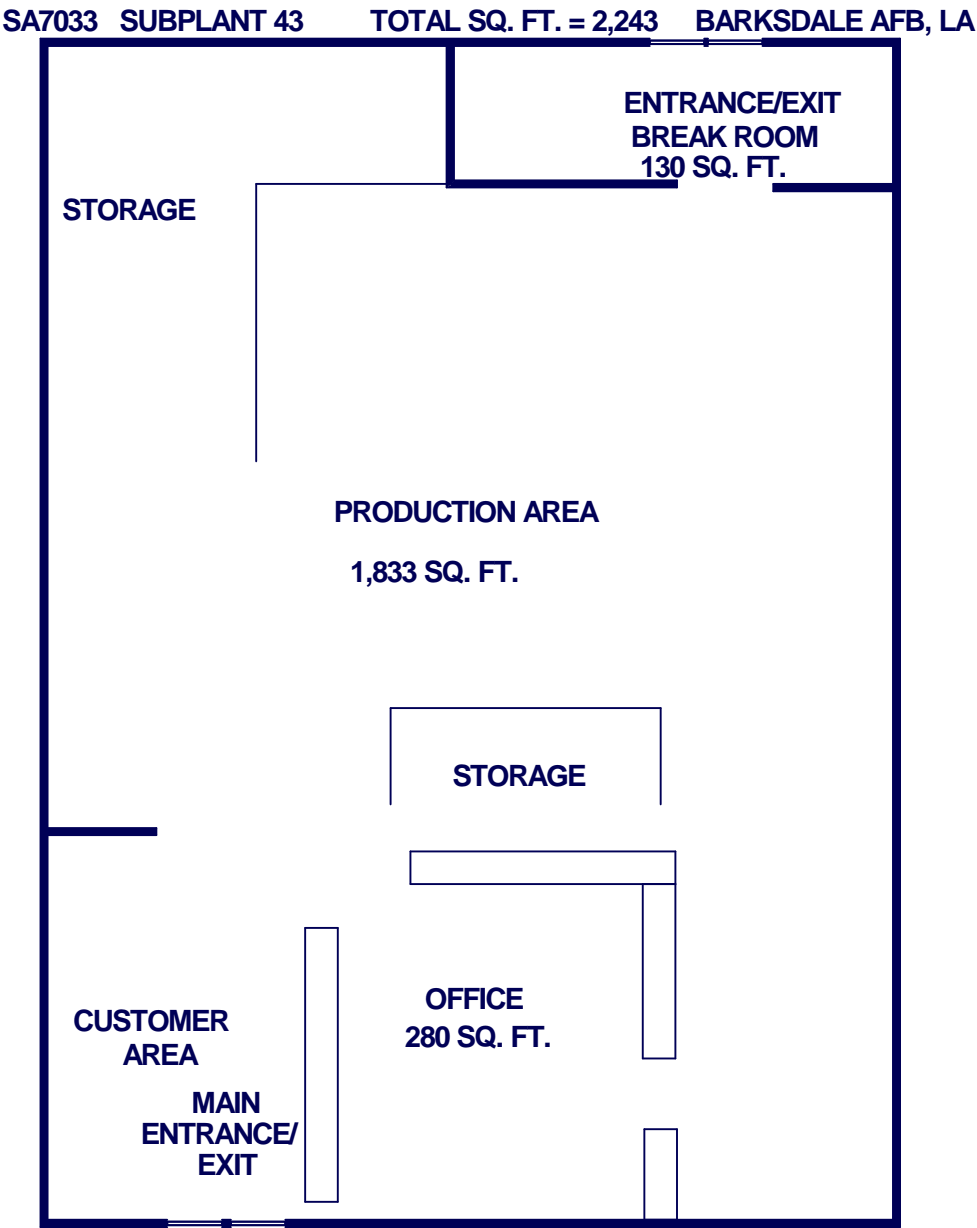 SA7033 SUBPLANT 43 TOTAL SQ. FT. = 2,243 BARKSDALE AFB, LA
ENTRANCE/EXIT
BREAK ROOM
130 SQ. FT.
STORAGE
PRODUCTION AREA
1,833 SQ. FT.
STORAGE
OFFICE
280 SQ. FT.
CUSTOMER
AREA
MAIN
ENTRANCE/
EXIT